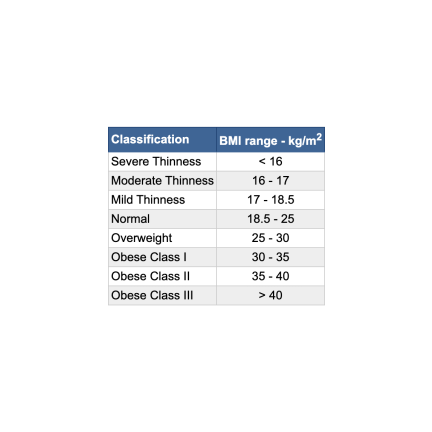 Classification BMI range - kg/m²
Severe Thinness < 16
Moderate Thinness 16 - 17
Mild Thinness 17 - 18.5
Normal 18.5 - 25
Overweight 25 - 30
Obese Class I 30 - 35
Obese Class II 35 - 40
Obese Class III > 40